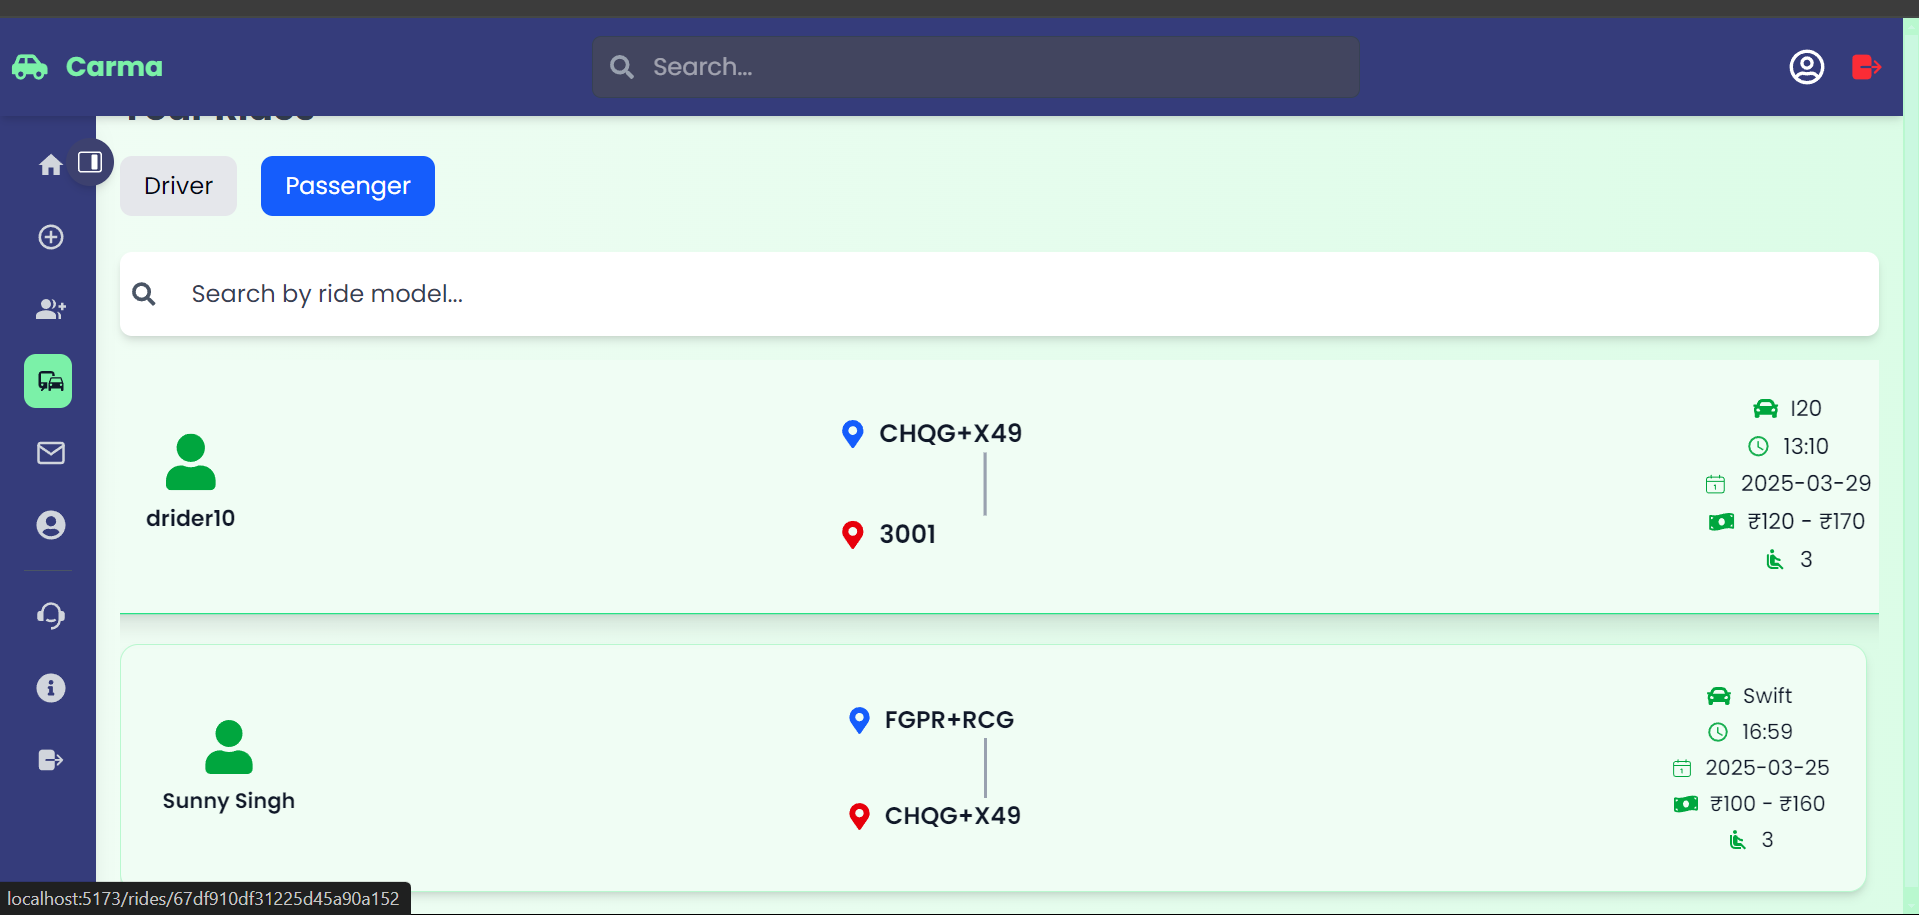 Carma
Search...
Your Rides
Driver
Passenger
Search by ride model...
drider10
CHQG+X49
3001
I20
13:10
2025-03-29
₹120 - ₹170
3
Sunny Singh
FGPR+RCG
CHQG+X49
Swift
16:59
2025-03-25
₹100 - ₹160
3
localhost:5173/rides/67df910df31225d45a90a152